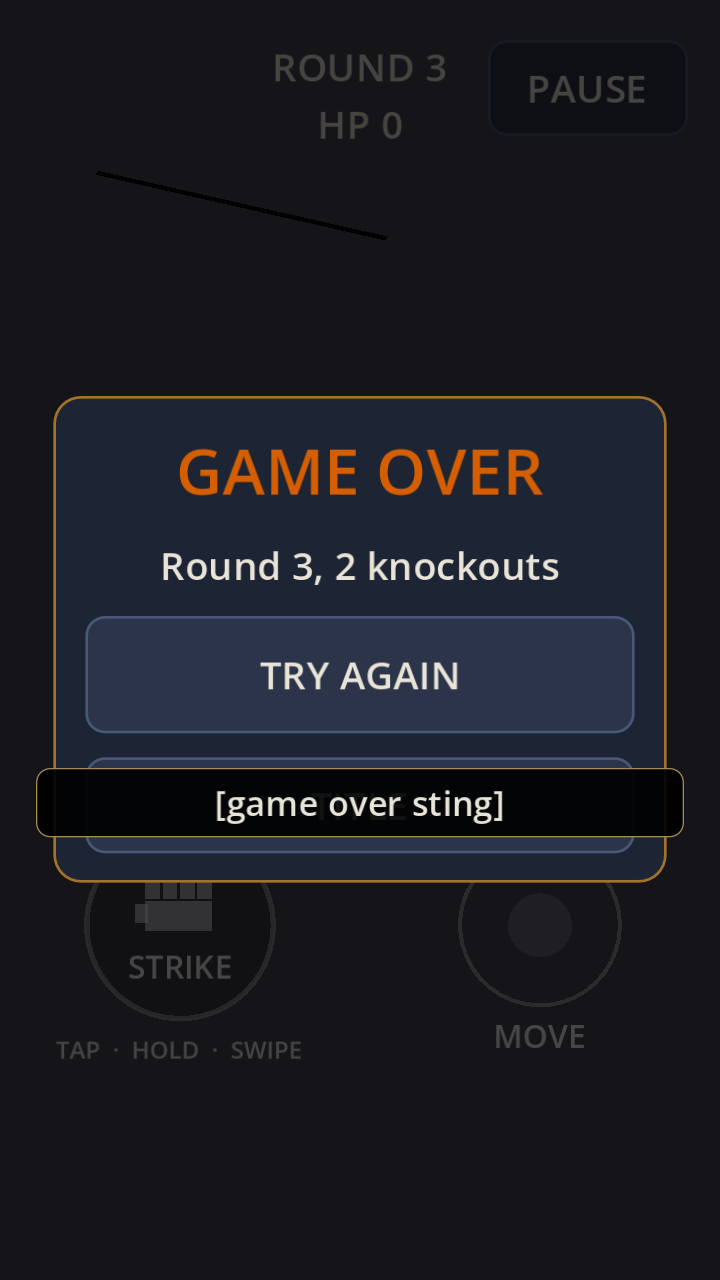 ROUND 3
HP 0
PAUSE
GAME OVER
Round 3, 2 knockouts
TRY AGAIN
[game over sting]
STRIKE
TAP · HOLD · SWIPE
MOVE